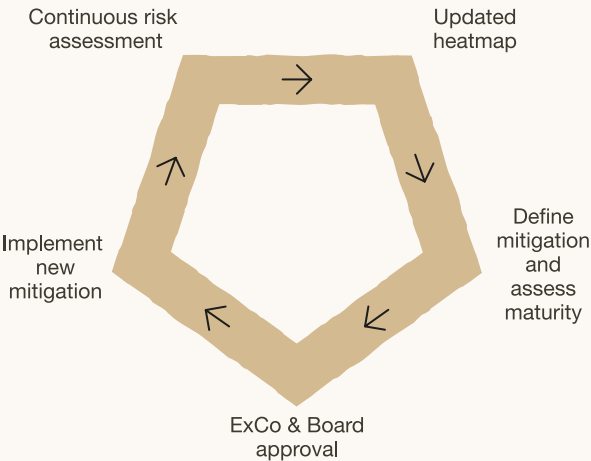 Continuous risk
assessment
Updated
heatmap
Define
mitigation
and
assess
maturity
ExCo & Board
approval
Implement
new
mitigation